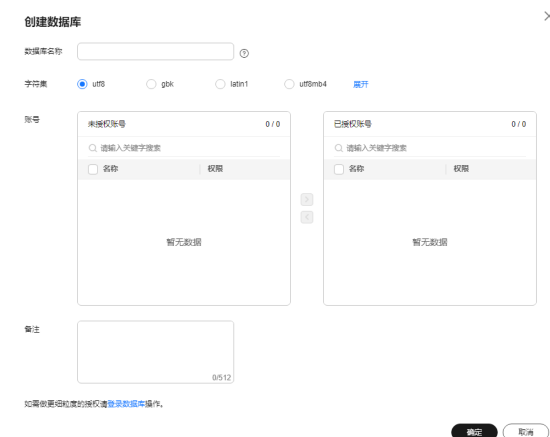 创建数据库
数据库名称
字符集 utf8 gbk latin1 utf8mb4 展开
账号
未授权账号 0 / 0 已授权账号 0 / 0
请输入关键字搜索 请输入关键字搜索
名称 权限 名称 权限
暂无数据 暂无数据
备注
0/512
如需做更细粒度的授权请登录数据库操作。
确定 取消